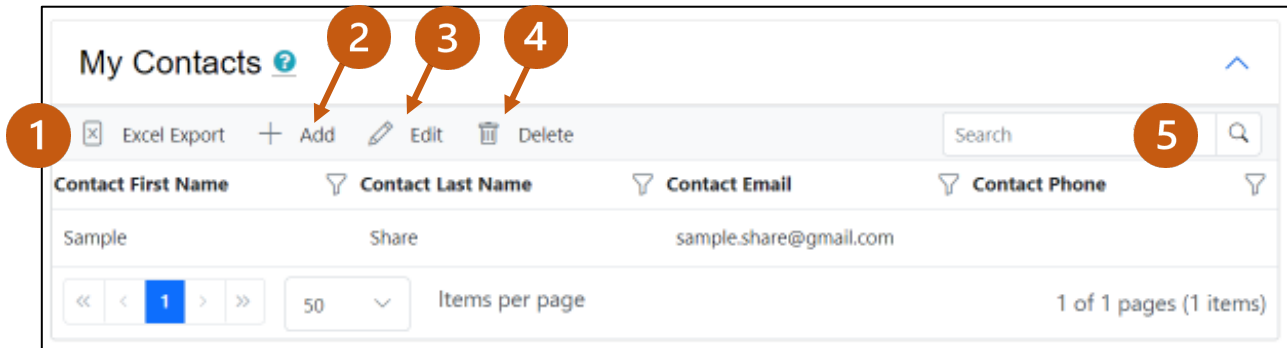 2 3 4
My Contacts ?
1 Excel Export + Add Edit Delete Search 5
Contact First Name Contact Last Name Contact Email Contact Phone
Sample Share sample.share@gmail.com
« < 1 > » 50 Items per page 1 of 1 pages (1 items)